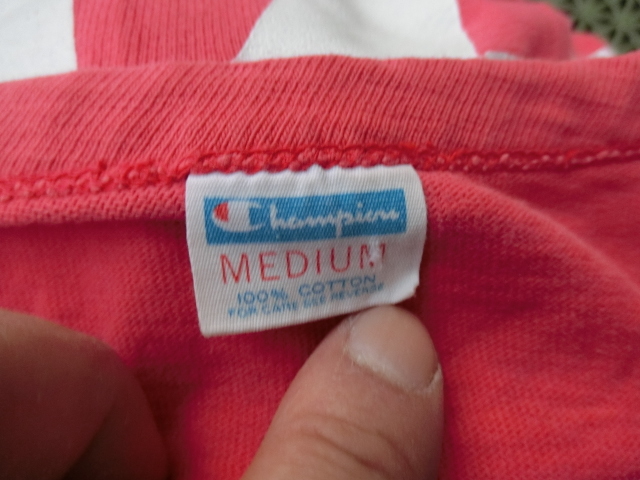 Champion
MEDIUM
100% COTTON
FOR CARE SEE REVERSE